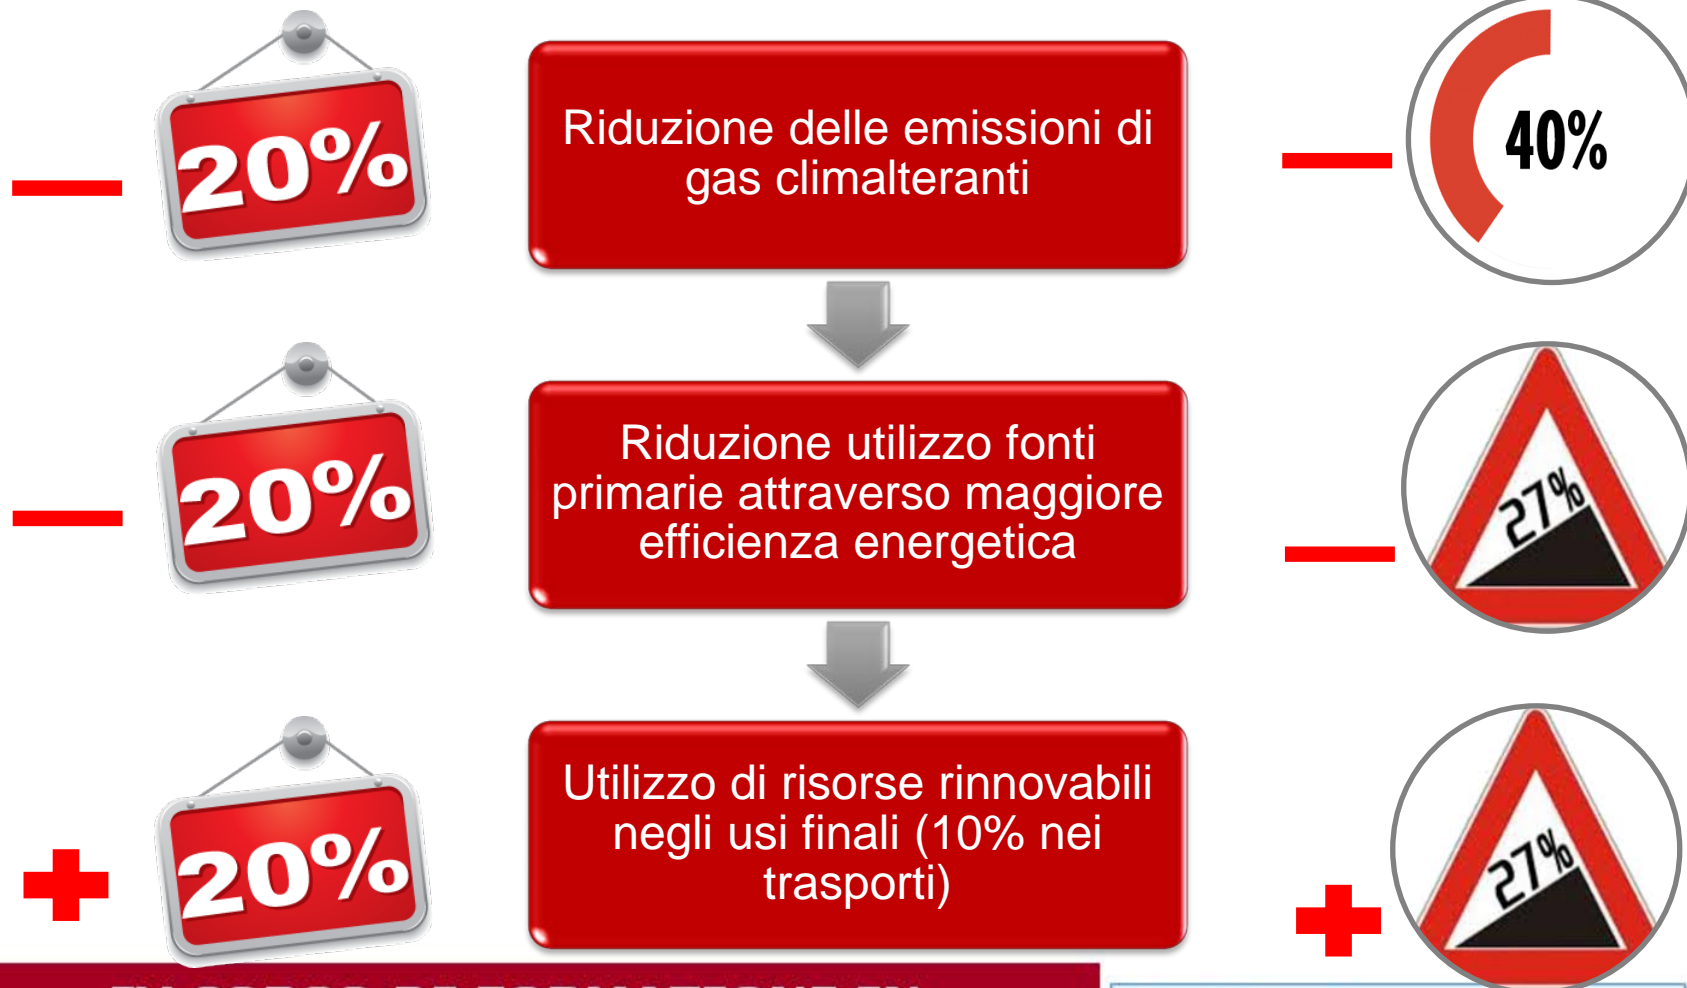 20%
Riduzione delle emissioni di
gas climalteranti
40%
20%
Riduzione utilizzo fonti
primarie attraverso maggiore
efficienza energetica
27%
20%
Utilizzo di risorse rinnovabili
negli usi finali (10% nei
trasporti)
27%